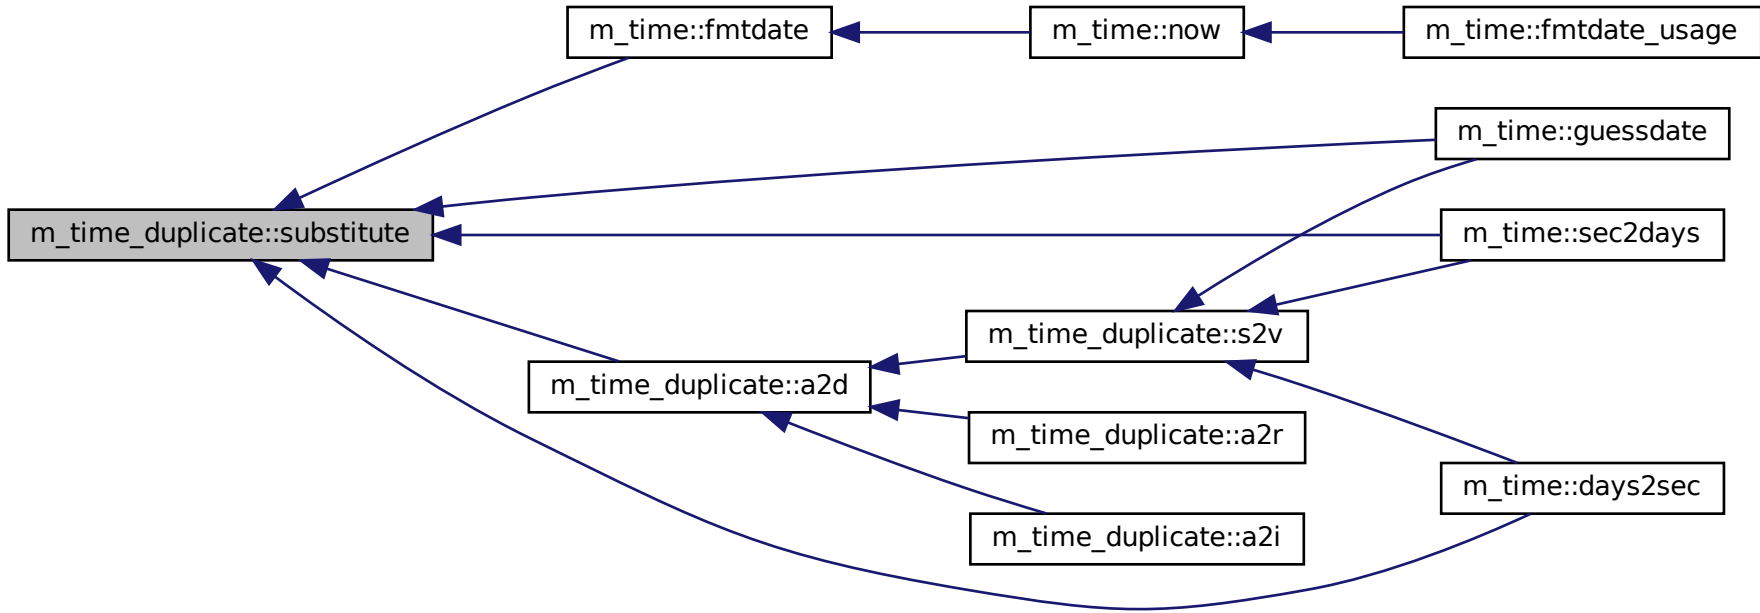 m_time::fmtdate
m_time::now
m_time::fmtdate_usage
m_time::guessdate
m_time_duplicate::substitute
m_time::sec2days
m_time_duplicate::s2v
m_time_duplicate::a2d
m_time_duplicate::a2r
m_time::days2sec
m_time_duplicate::a2i